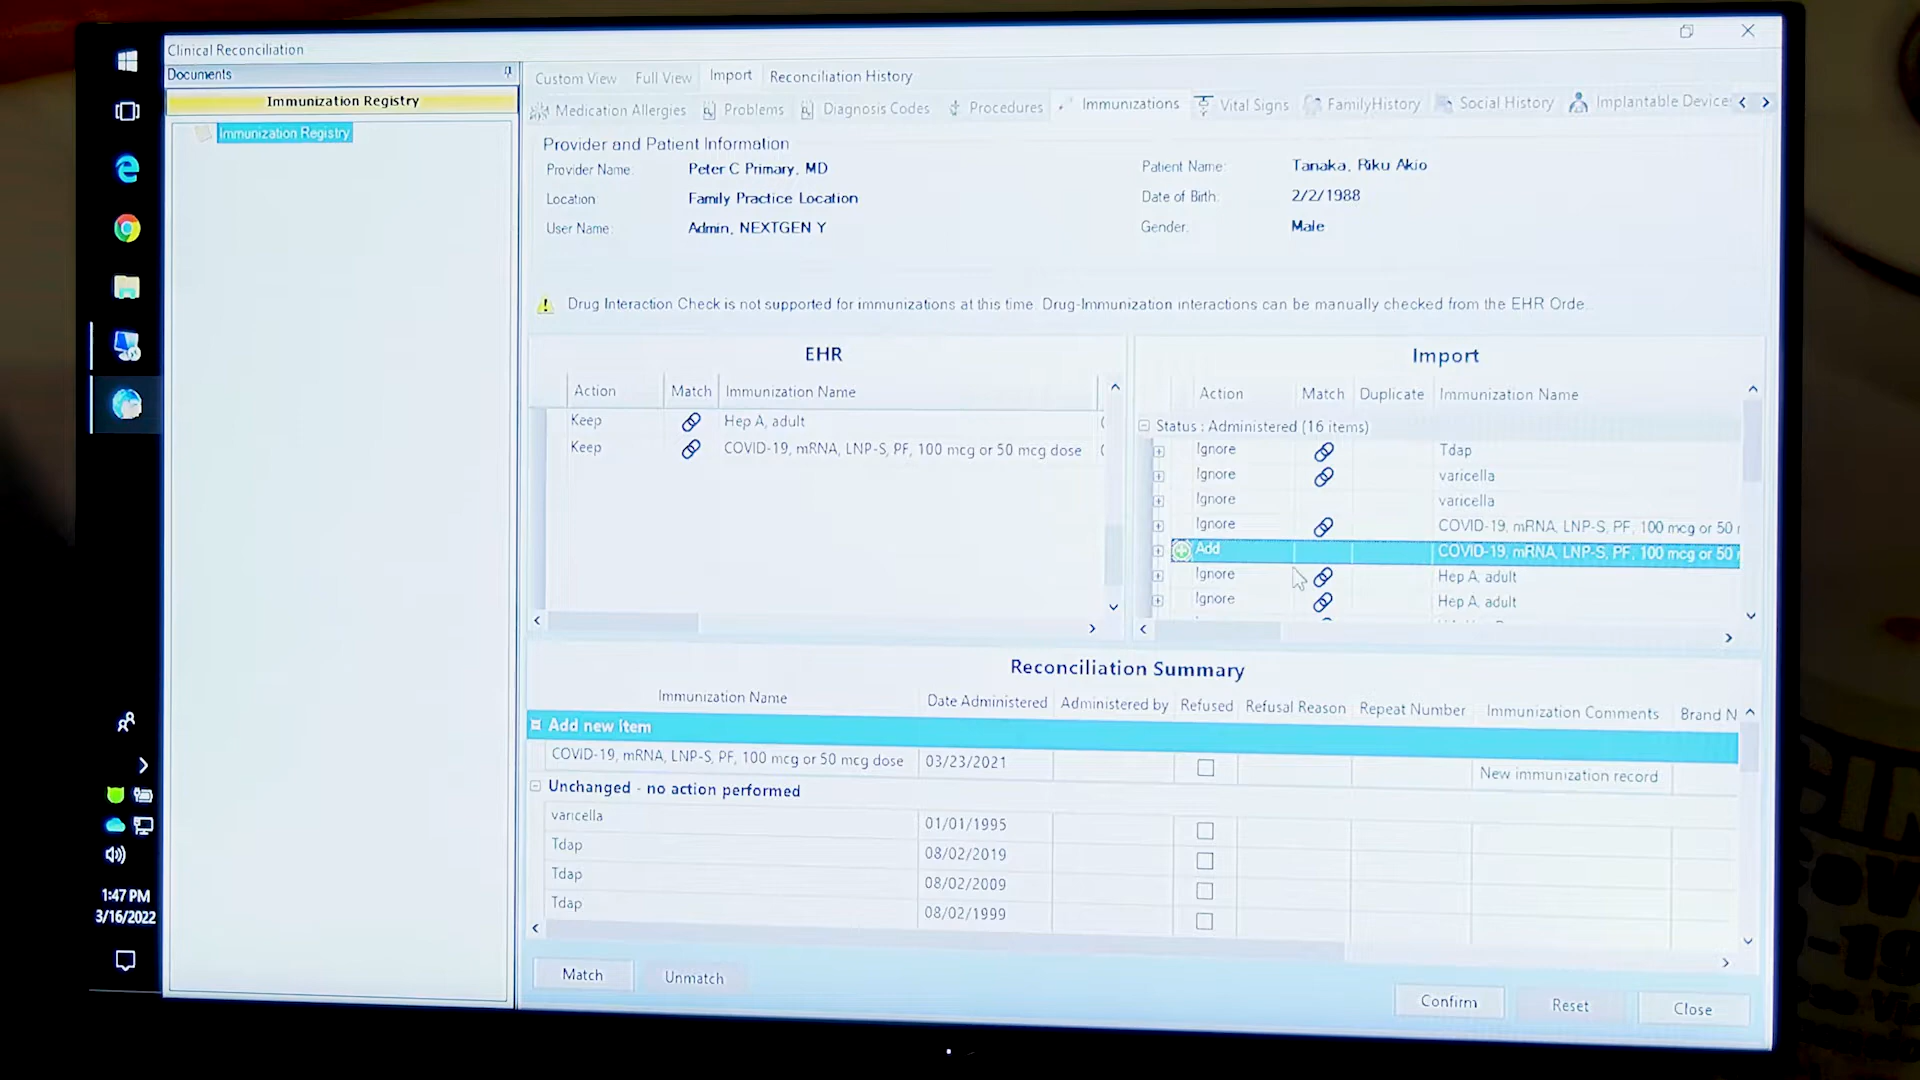 Clinical Reconciliation
Documents
Immunization Registry
Immunization Registry
Custom View Full View Import Reconciliation History
Medication Allergies Problems Diagnosis Codes Procedures Immunizations Vital Signs FamilyHistory Social History Implantable Device
Provider and Patient Information
Provider Name: Peter C Primary, MD Patient Name: Tanaka, Riku Akio
Location: Family Practice Location Date of Birth: 2/2/1988
User Name: Admin, NEXTGEN Y Gender: Male
Drug Interaction Check is not supported for immunizations at this time. Drug-Immunization interactions can be manually checked from the EHR Orde...
EHR
Action Match Immunization Name
Keep Hep A, adult
Keep COVID-19, mRNA, LNP-S, PF, 100 mcg or 50 mcg dose
Import
Action Match Duplicate Immunization Name
Status : Administered (16 items)
Ignore Tdap
Ignore varicella
Ignore varicella
Ignore COVID-19, mRNA, LNP-S, PF, 100 mcg or 50
Add COVID-19, mRNA, LNP-S, PF, 100 mcg or 50
Ignore Hep A, adult
Ignore Hep A, adult
Reconciliation Summary
Immunization Name Date Administered Administered by Refused Refusal Reason Repeat Number Immunization Comments Brand N
Add new item
COVID-19, mRNA, LNP-S, PF, 100 mcg or 50 mcg dose 03/23/2021 New immunization record
Unchanged - no action performed
varicella 01/01/1995
Tdap 08/02/2019
Tdap 08/02/2009
Tdap 08/02/1999
Match Unmatch
Confirm Reset Close
1:47 PM
3/16/2022